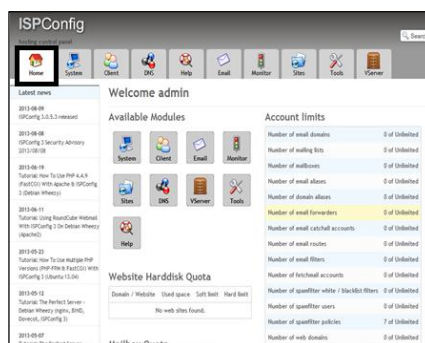 ISPConfig
hosting control panel
Search
Home
System
Client
DNS
Help
Email
Monitor
Sites
Tools
VServer
Latest news
2013-08-09
ISPConfig 3.0.5.3 released
2013-08-08
ISPConfig 3 Security Advisory
2013/08/08
2013-06-19
Tutorial: How To Use PHP 4.4.9
(FastCGI) With Apache & ISPConfig
3 (Debian Wheezy)
2013-06-11
Tutorial: Using RoundCube Webmail
With ISPConfig 3 On Debian Wheezy
(Apache2)
2013-05-23
Tutorial: How To Use Multiple PHP
Versions (PHP-FPM & FastCGI) With
ISPConfig 3 (Ubuntu 13.04)
2013-05-12
Tutorial: The Perfect Server -
Debian Wheezy (nginx, BIND,
Dovecot, ISPConfig 3)
2013-05-07
Welcome admin
Available Modules
System
Client
Email
Monitor
Sites
DNS
VServer
Tools
Help
Website Harddisk Quota
Domain / Website Used space Soft limit Hard limit
No web sites found.
Mailbox Quota
Account limits
Number of email domains 0 of Unlimited
Number of mailing lists 0 of Unlimited
Number of mailboxes 0 of Unlimited
Number of email aliases 0 of Unlimited
Number of domain aliases 0 of Unlimited
Number of email forwarders 0 of Unlimited
Number of email catchall accounts 0 of Unlimited
Number of email routes 0 of Unlimited
Number of email filters 0 of Unlimited
Number of fetchmail accounts 0 of Unlimited
Number of spamfilter white / blacklist filters 0 of Unlimited
Number of spamfilter users 0 of Unlimited
Number of spamfilter policies 7 of Unlimited
Number of web domains 0 of Unlimited